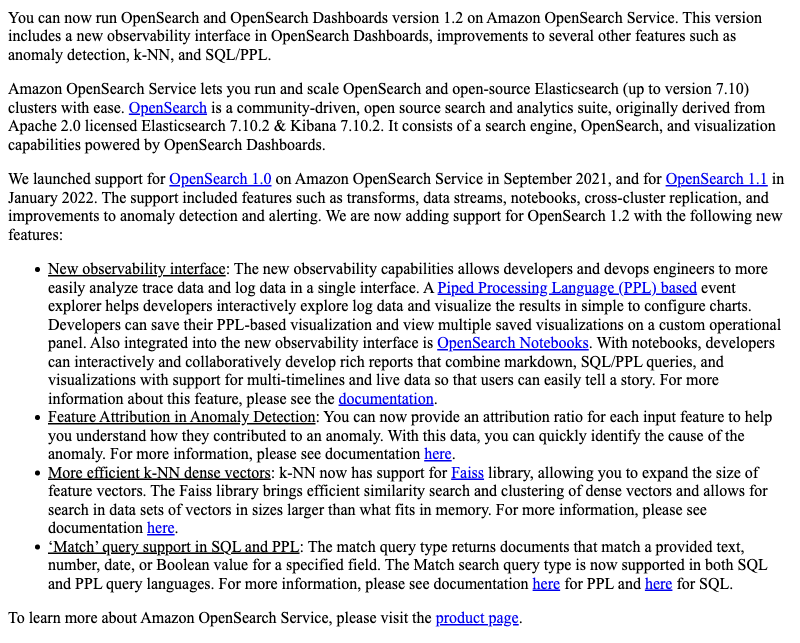 You can now run OpenSearch and OpenSearch Dashboards version 1.2 on Amazon OpenSearch Service. This version
includes a new observability interface in OpenSearch Dashboards, improvements to several other features such as
anomaly detection, k-NN, and SQL/PPL.
Amazon OpenSearch Service lets you run and scale OpenSearch and open-source Elasticsearch (up to version 7.10)
clusters with ease. OpenSearch is a community-driven, open source search and analytics suite, originally derived from
Apache 2.0 licensed Elasticsearch 7.10.2 & Kibana 7.10.2. It consists of a search engine, OpenSearch, and visualization
capabilities powered by OpenSearch Dashboards.
We launched support for OpenSearch 1.0 on Amazon OpenSearch Service in September 2021, and for OpenSearch 1.1 in
January 2022. The support included features such as transforms, data streams, notebooks, cross-cluster replication, and
improvements to anomaly detection and alerting. We are now adding support for OpenSearch 1.2 with the following new
features:
• New observability interface: The new observability capabilities allows developers and devops engineers to more
easily analyze trace data and log data in a single interface. A Piped Processing Language (PPL) based event
explorer helps developers interactively explore log data and visualize the results in simple to configure charts.
Developers can save their PPL-based visualization and view multiple saved visualizations on a custom operational
panel. Also integrated into the new observability interface is OpenSearch Notebooks. With notebooks, developers
can interactively and collaboratively develop rich reports that combine markdown, SQL/PPL queries, and
visualizations with support for multi-timelines and live data so that users can easily tell a story. For more
information about this feature, please see the documentation.
• Feature Attribution in Anomaly Detection: You can now provide an attribution ratio for each input feature to help
you understand how they contributed to an anomaly. With this data, you can quickly identify the cause of the
anomaly. For more information, please see documentation here.
• More efficient k-NN dense vectors: k-NN now has support for Faiss library, allowing you to expand the size of
feature vectors. The Faiss library brings efficient similarity search and clustering of dense vectors and allows for
search in data sets of vectors in sizes larger than what fits in memory. For more information, please see
documentation here.
• ‘Match’ query support in SQL and PPL: The match query type returns documents that match a provided text,
number, date, or Boolean value for a specified field. The Match search query type is now supported in both SQL
and PPL query languages. For more information, please see documentation here for PPL and here for SQL.
To learn more about Amazon OpenSearch Service, please visit the product page.